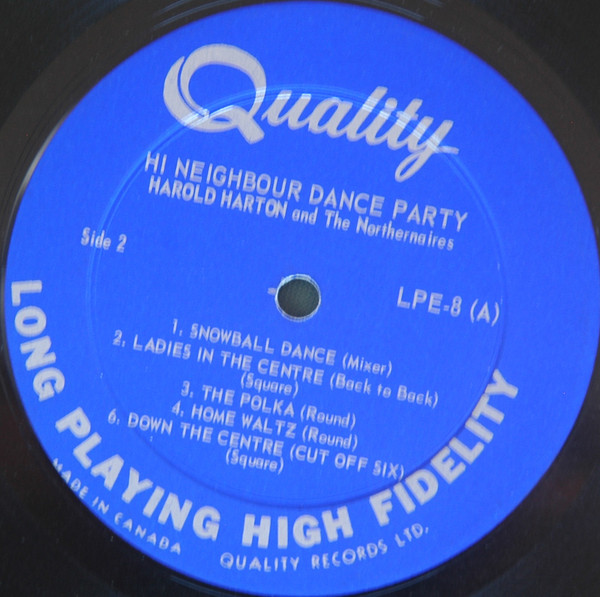 Quality
HI NEIGHBOUR DANCE PARTY
HAROLD HARTON and The Northernaires
Side 2
LPE-8 (A)
1. SNOWBALL DANCE (Mixer)
2. LADIES IN THE CENTRE (Back to Back)
(Square)
3. THE POLKA (Round)
4. HOME WALTZ (Round)
6. DOWN THE CENTRE (CUT OFF SIX)
(Square)
LONG PLAYING HIGH FIDELITY
MADE IN CANADA QUALITY RECORDS LTD.